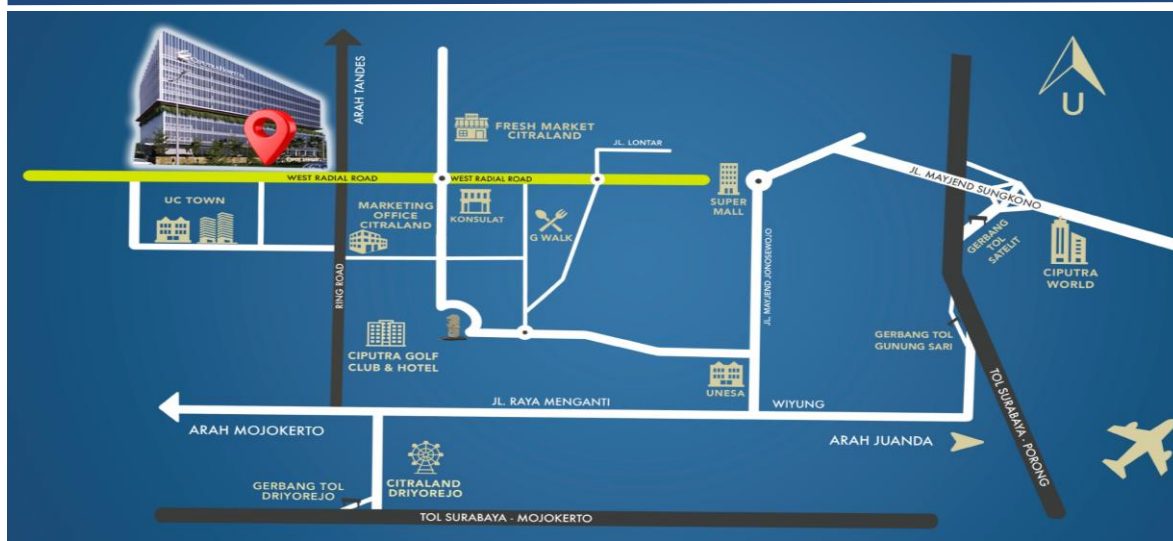 ARAH TANDES
FRESH MARKET
CITRALAND
JL. LONTAR
U
WEST RADIAL ROAD
WEST RADIAL ROAD
UC TOWN
MARKETING
OFFICE
CITRALAND
KONSULAT
G WALK
SUPER
MALL
JL. MAYJEND SUNGKONO
GERBANG
TOL
SATELIT
CIPUTRA
WORLD
RING ROAD
JL. MAYJEND JONOSEWOJO
CIPUTRA GOLF
CLUB & HOTEL
GERBANG TOL
GUNUNG SARI
UNESA
TOL SURABAYA - PORONG
JL. RAYA MENGANTI
WIYUNG
ARAH MOJOKERTO
ARAH JUANDA
GERBANG TOL
DRIYOREJO
CITRALAND
DRIYOREJO
TOL SURABAYA - MOJOKERTO